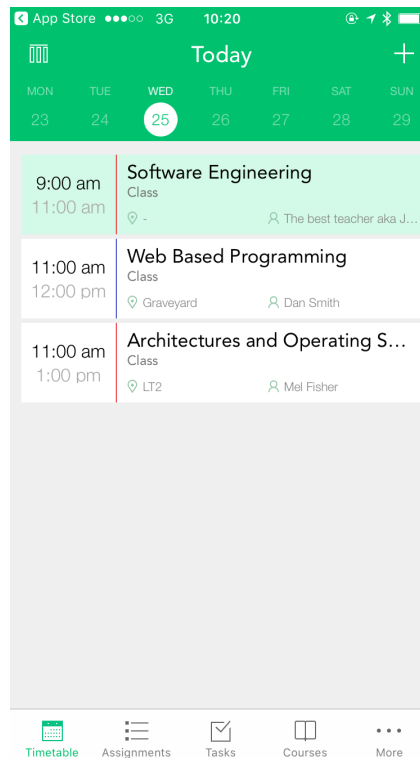 App Store 3G 10:20
Today
MON TUE WED THU FRI SAT SUN
23 24 25 26 27 28 29
9:00 am
11:00 am
Software Engineering
Class
-
The best teacher aka J...
11:00 am
12:00 pm
Web Based Programming
Class
Graveyard
Dan Smith
11:00 am
1:00 pm
Architectures and Operating S...
Class
LT2
Mel Fisher
Timetable Assignments Tasks Courses More